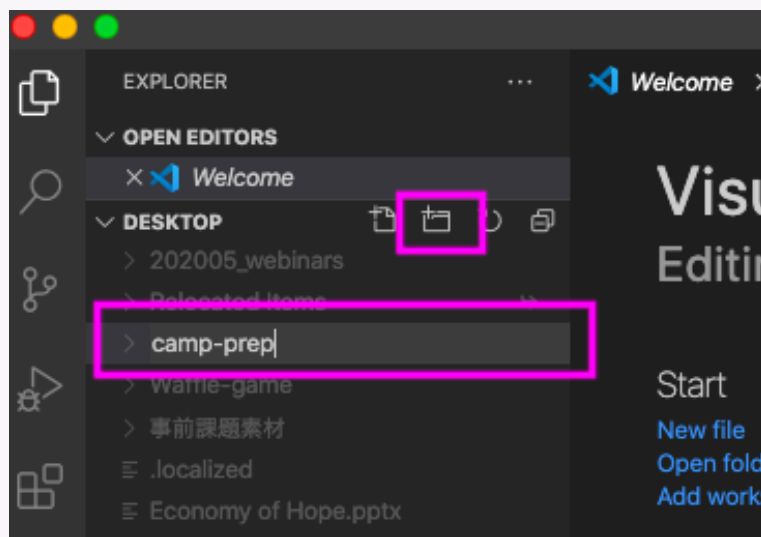 EXPLORER
Welcome
OPEN EDITORS
Welcome
DESKTOP
202005_webinars
Relocated Items
camp-prep
Waffle-game
事前課題素材
.localized
Economy of Hope.pptx
Visu
Editin
Start
New file
Open fold
Add work